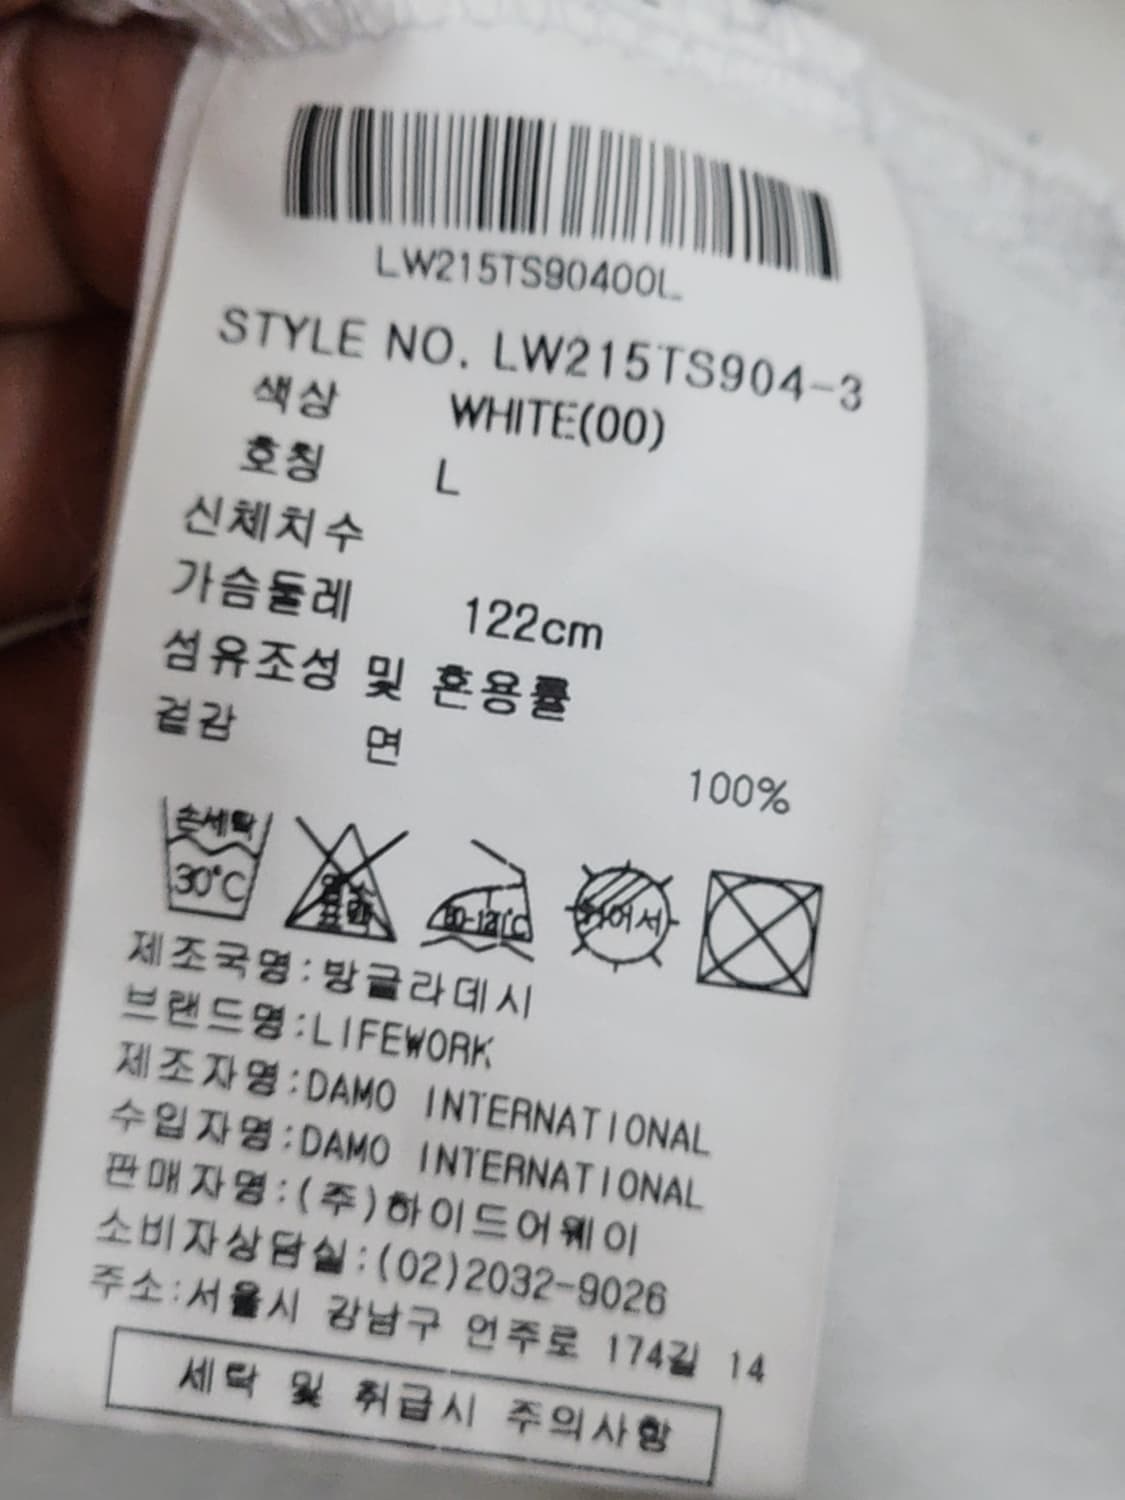 LW215TS90400L
STYLE NO. LW215TS904-3
색상 WHITE(00)
호칭 L
신체치수
가슴둘레 122cm
섬유조성 및 혼용률
겉감 면 100%
손세탁
30°C
염소
표백
80-120°C
뉘어서
제조국명:방글라데시
브랜드명:LIFEWORK
제조자명:DAMO INTERNATIONAL
수입자명:DAMO INTERNATIONAL
판매자명:(주)하이드어웨이
소비자상담실:(02)2032-9026
주소:서울시 강남구 언주로 174길 14
세탁 및 취급시 주의사항